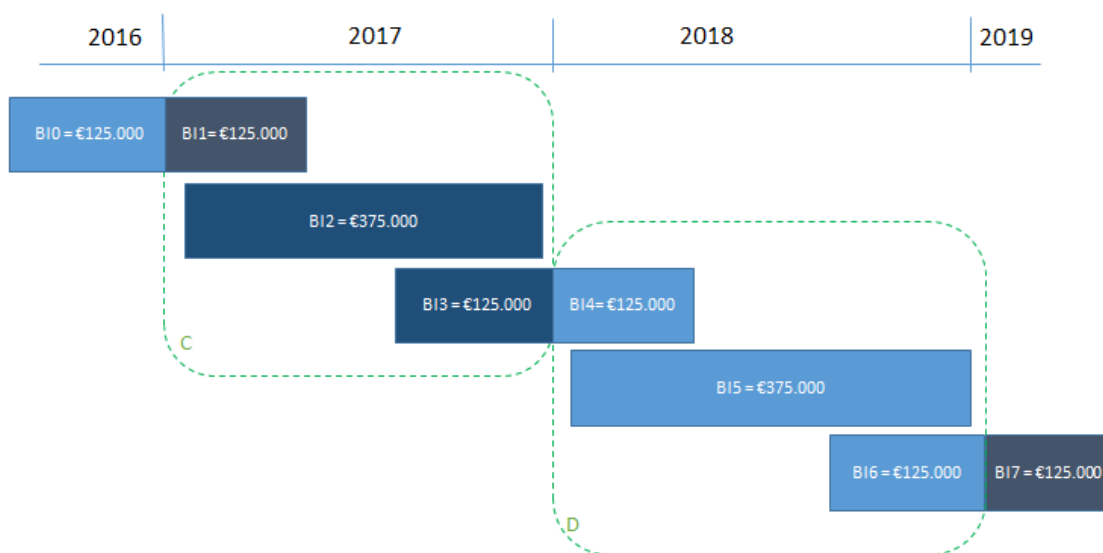 2016
2017
2018
2019
BI0 = €125.000
BI1= €125.000
BI2 = €375.000
BI3 = €125.000
BI4= €125.000
C
BI5 = €375.000
BI6 = €125.000
BI7 = €125.000
D